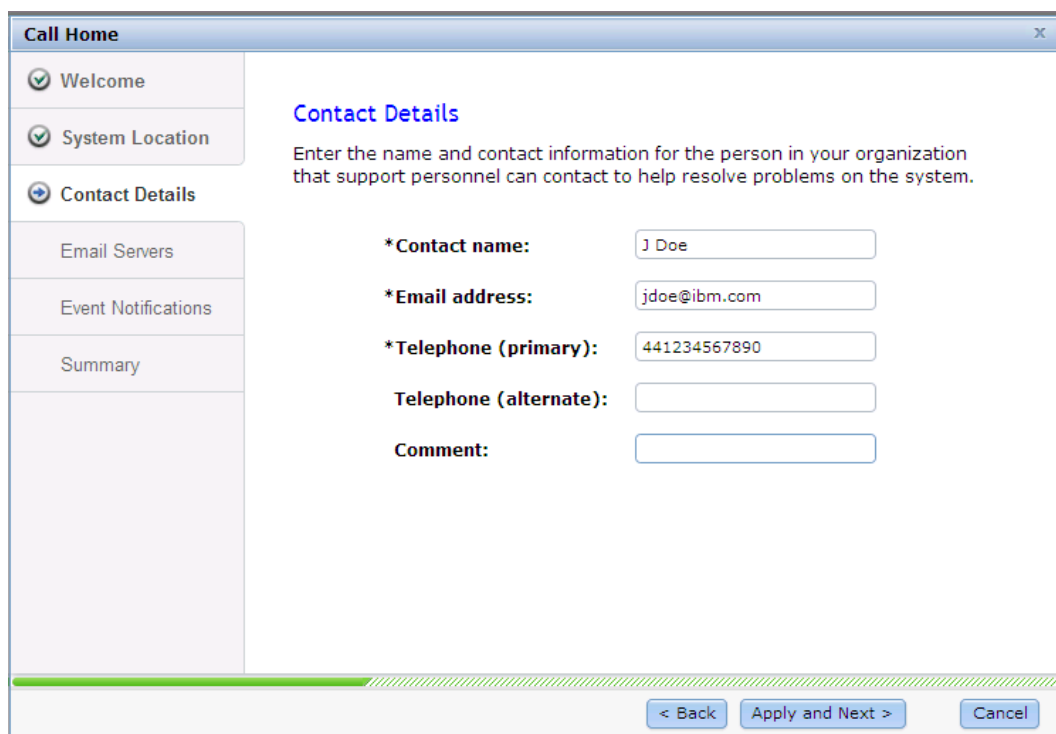 Call Home
x
Welcome
System Location
Contact Details
Email Servers
Event Notifications
Summary
Contact Details
Enter the name and contact information for the person in your organization
that support personnel can contact to help resolve problems on the system.
*Contact name: J Doe
*Email address: jdoe@ibm.com
*Telephone (primary): 441234567890
Telephone (alternate):
Comment:
< Back Apply and Next > Cancel